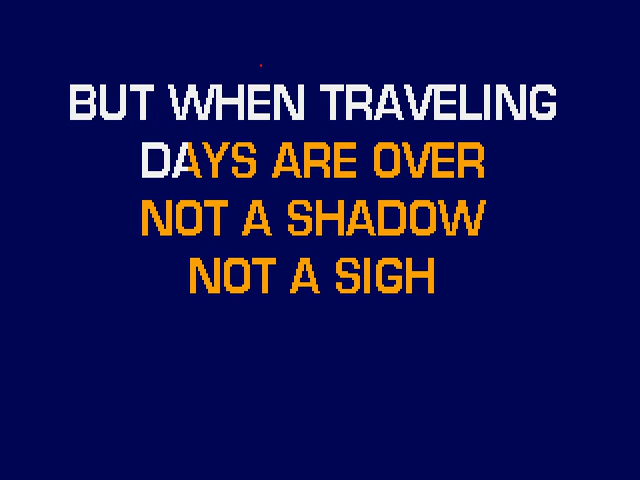 BUT WHEN TRAVELING
DAYS ARE OVER
NOT A SHADOW
NOT A SIGH